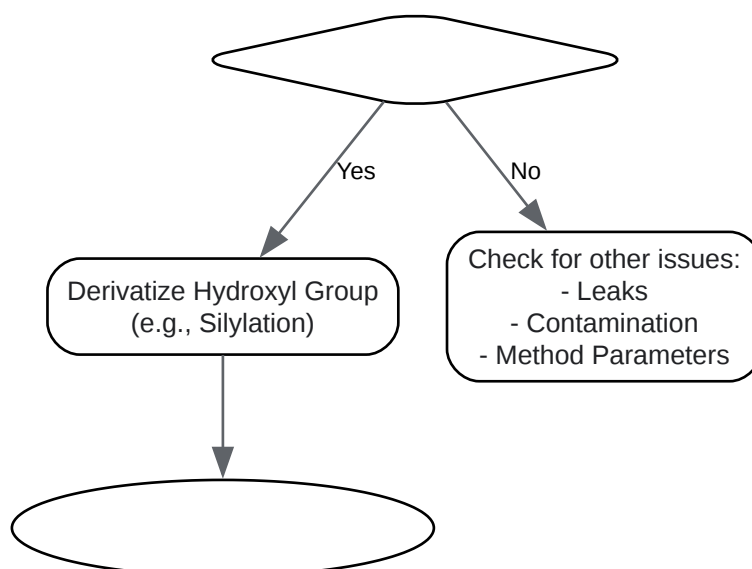 Yes
No
Derivatize Hydroxyl Group
(e.g., Silylation)
Check for other issues:
- Leaks
- Contamination
- Method Parameters